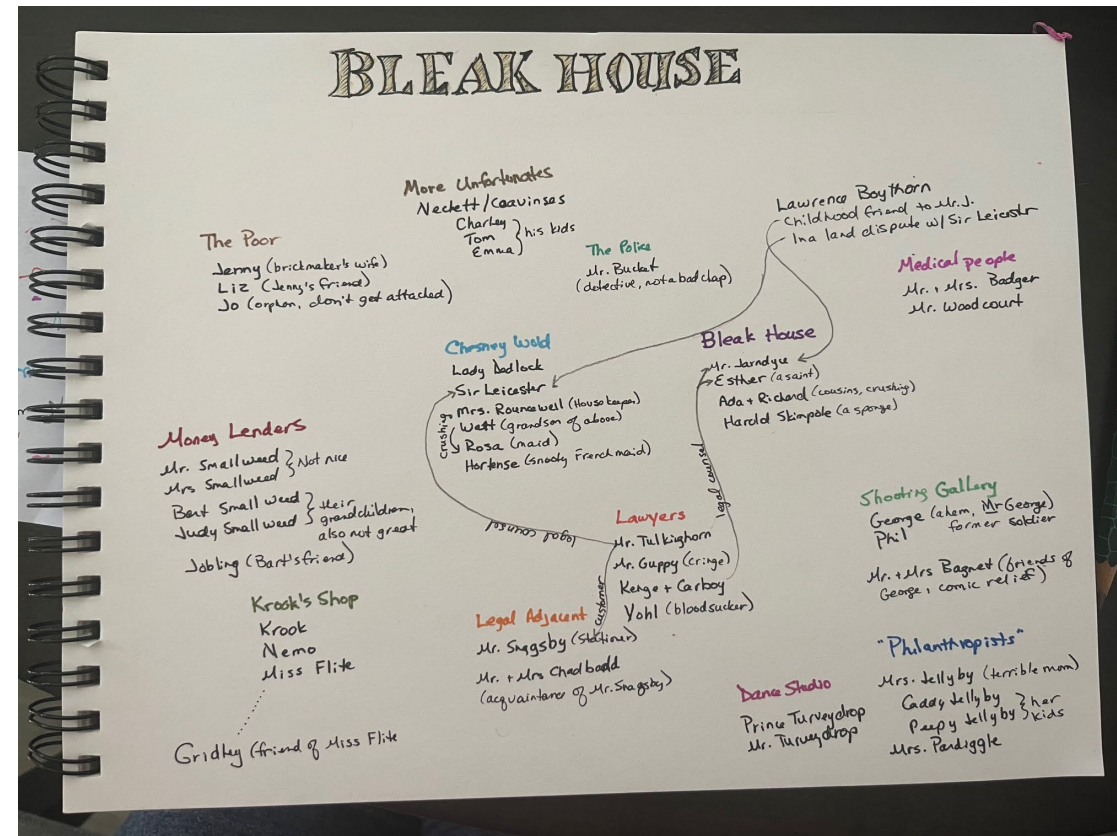 BLEAK HOUSE
More Unfortunates
Neckett/Coavinses
Charley
Tom
Emma
his kids
The Poor
Jenny (brickmaker's wife)
Liz (Jenny's friend)
Jo (orphan, don't get attached)
The Police
Mr. Bucket
(detective, not a bad chap)
Lawrence Boythorn
Childhood friend to Mr. J.
In a land dispute w/ Sir Leicester
Medical people
Mr. + Mrs. Badger
Mr. Woodcourt
Chesney Wold
Lady Dedlock
Sir Leicester
Mrs. Rouncewell (Housekeeper)
Watt (grandson of above)
Rosa (maid)
Hortense (snooty French maid)
crushing
Bleak House
Mr. Jarndyce
Esther (a saint)
Ada + Richard (cousins, crushing)
Harold Skimpole (a sponge)
Money Lenders
Mr. Smallweed
Mrs Smallweed
Not nice
Bart Smallweed
Judy Smallweed
their
grandchildren,
also not great
Jobling (Bart's friend)
legal counsel
legal counsel
Lawyers
Mr. Tulkinghorn
Mr. Guppy (cringe)
Kenge + Carboy
Vohl (bloodsucker)
customer
Shooting Gallery
George (ahem, Mr George)
former soldier
Phil
Mr. + Mrs Bagnet (friends of
George, comic relief)
Krook's Shop
Krook
Nemo
Miss Flite
Gridley (friend of Miss Flite
Legal Adjacent
Mr. Snagsby (Stationer)
Mr. + Mrs Chadband
(acquaintance of Mr. Snagsby)
Dance Studio
Prince Turveydrop
Mr. Turveydrop
"Philanthropists"
Mrs. Jellyby (terrible mom)
Caddy Jellyby
Peepy Jellyby
her
kids
Mrs. Pardiggle